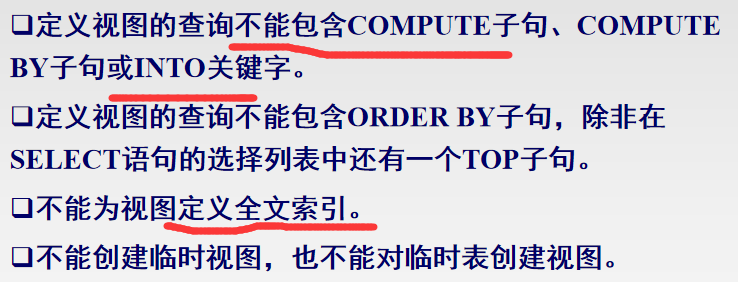 ❑定义视图的查询不能包含COMPUTE子句、COMPUTE
BY子句或INTO关键字。
❑定义视图的查询不能包含ORDER BY子句，除非在
SELECT语句的选择列表中还有一个TOP子句。
❑不能为视图定义全文索引。
❑不能创建临时视图，也不能对临时表创建视图。